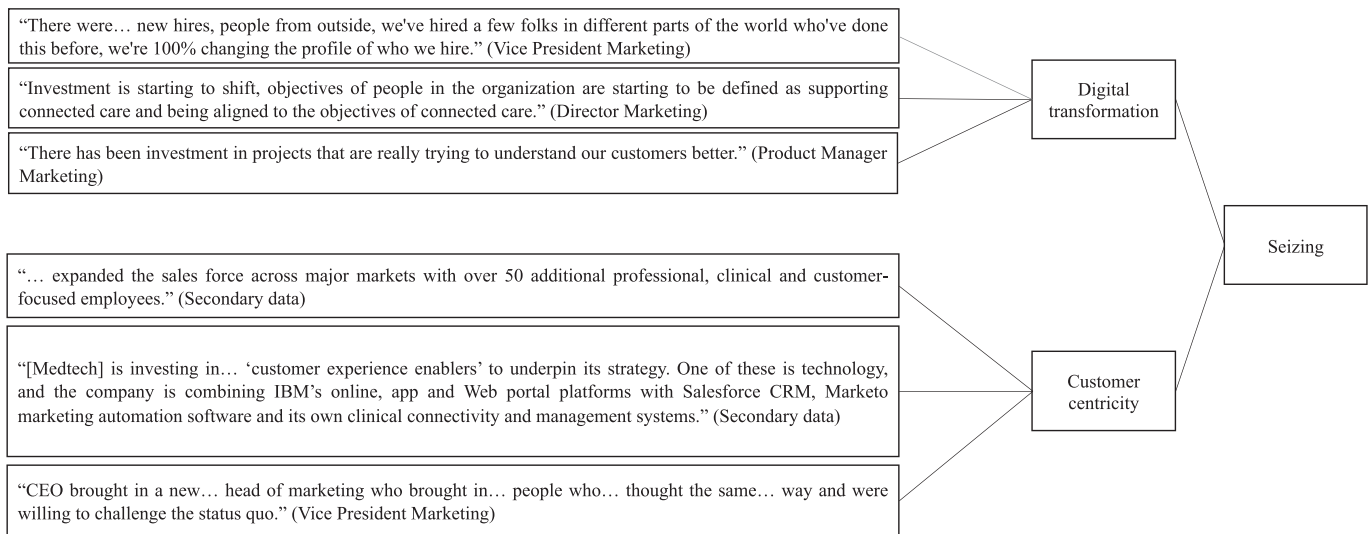 “There were… new hires, people from outside, we've hired a few folks in different parts of the world who've done
this before, we're 100% changing the profile of who we hire.” (Vice President Marketing)
“Investment is starting to shift, objectives of people in the organization are starting to be defined as supporting
connected care and being aligned to the objectives of connected care.” (Director Marketing)
“There has been investment in projects that are really trying to understand our customers better.” (Product Manager
Marketing)
Digital
transformation
Seizing
“… expanded the sales force across major markets with over 50 additional professional, clinical and customer-
focused employees.” (Secondary data)
“[Medtech] is investing in… ‘customer experience enablers’ to underpin its strategy. One of these is technology,
and the company is combining IBM’s online, app and Web portal platforms with Salesforce CRM, Marketo
marketing automation software and its own clinical connectivity and management systems.” (Secondary data)
“CEO brought in a new… head of marketing who brought in… people who… thought the same… way and were
willing to challenge the status quo.” (Vice President Marketing)
Customer
centricity